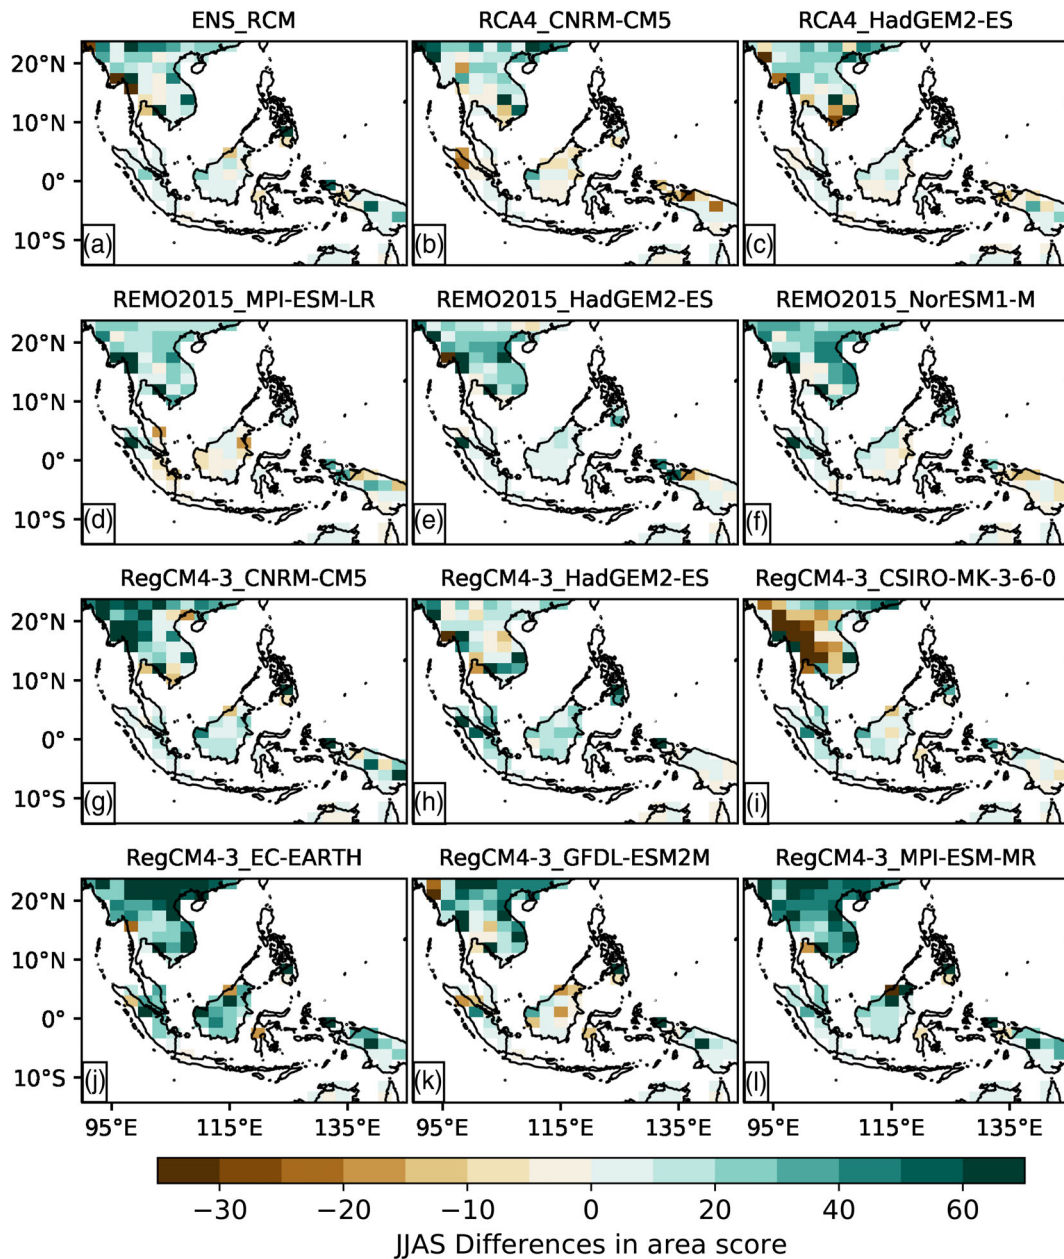 ENS_RCM RCA4_CNRM-CM5 RCA4_HadGEM2-ES
20°N
10°N
0°
10°S
(a) (b) (c)
REMO2015_MPI-ESM-LR REMO2015_HadGEM2-ES REMO2015_NorESM1-M
20°N
10°N
0°
10°S
(d) (e) (f)
RegCM4-3_CNRM-CM5 RegCM4-3_HadGEM2-ES RegCM4-3_CSIRO-MK-3-6-0
20°N
10°N
0°
10°S
(g) (h) (i)
RegCM4-3_EC-EARTH RegCM4-3_GFDL-ESM2M RegCM4-3_MPI-ESM-MR
20°N
10°N
0°
10°S
(j) (k) (l)
95°E 115°E 135°E 95°E 115°E 135°E 95°E 115°E 135°E
−30 −20 −10 0 20 40 60
JJAS Differences in area score